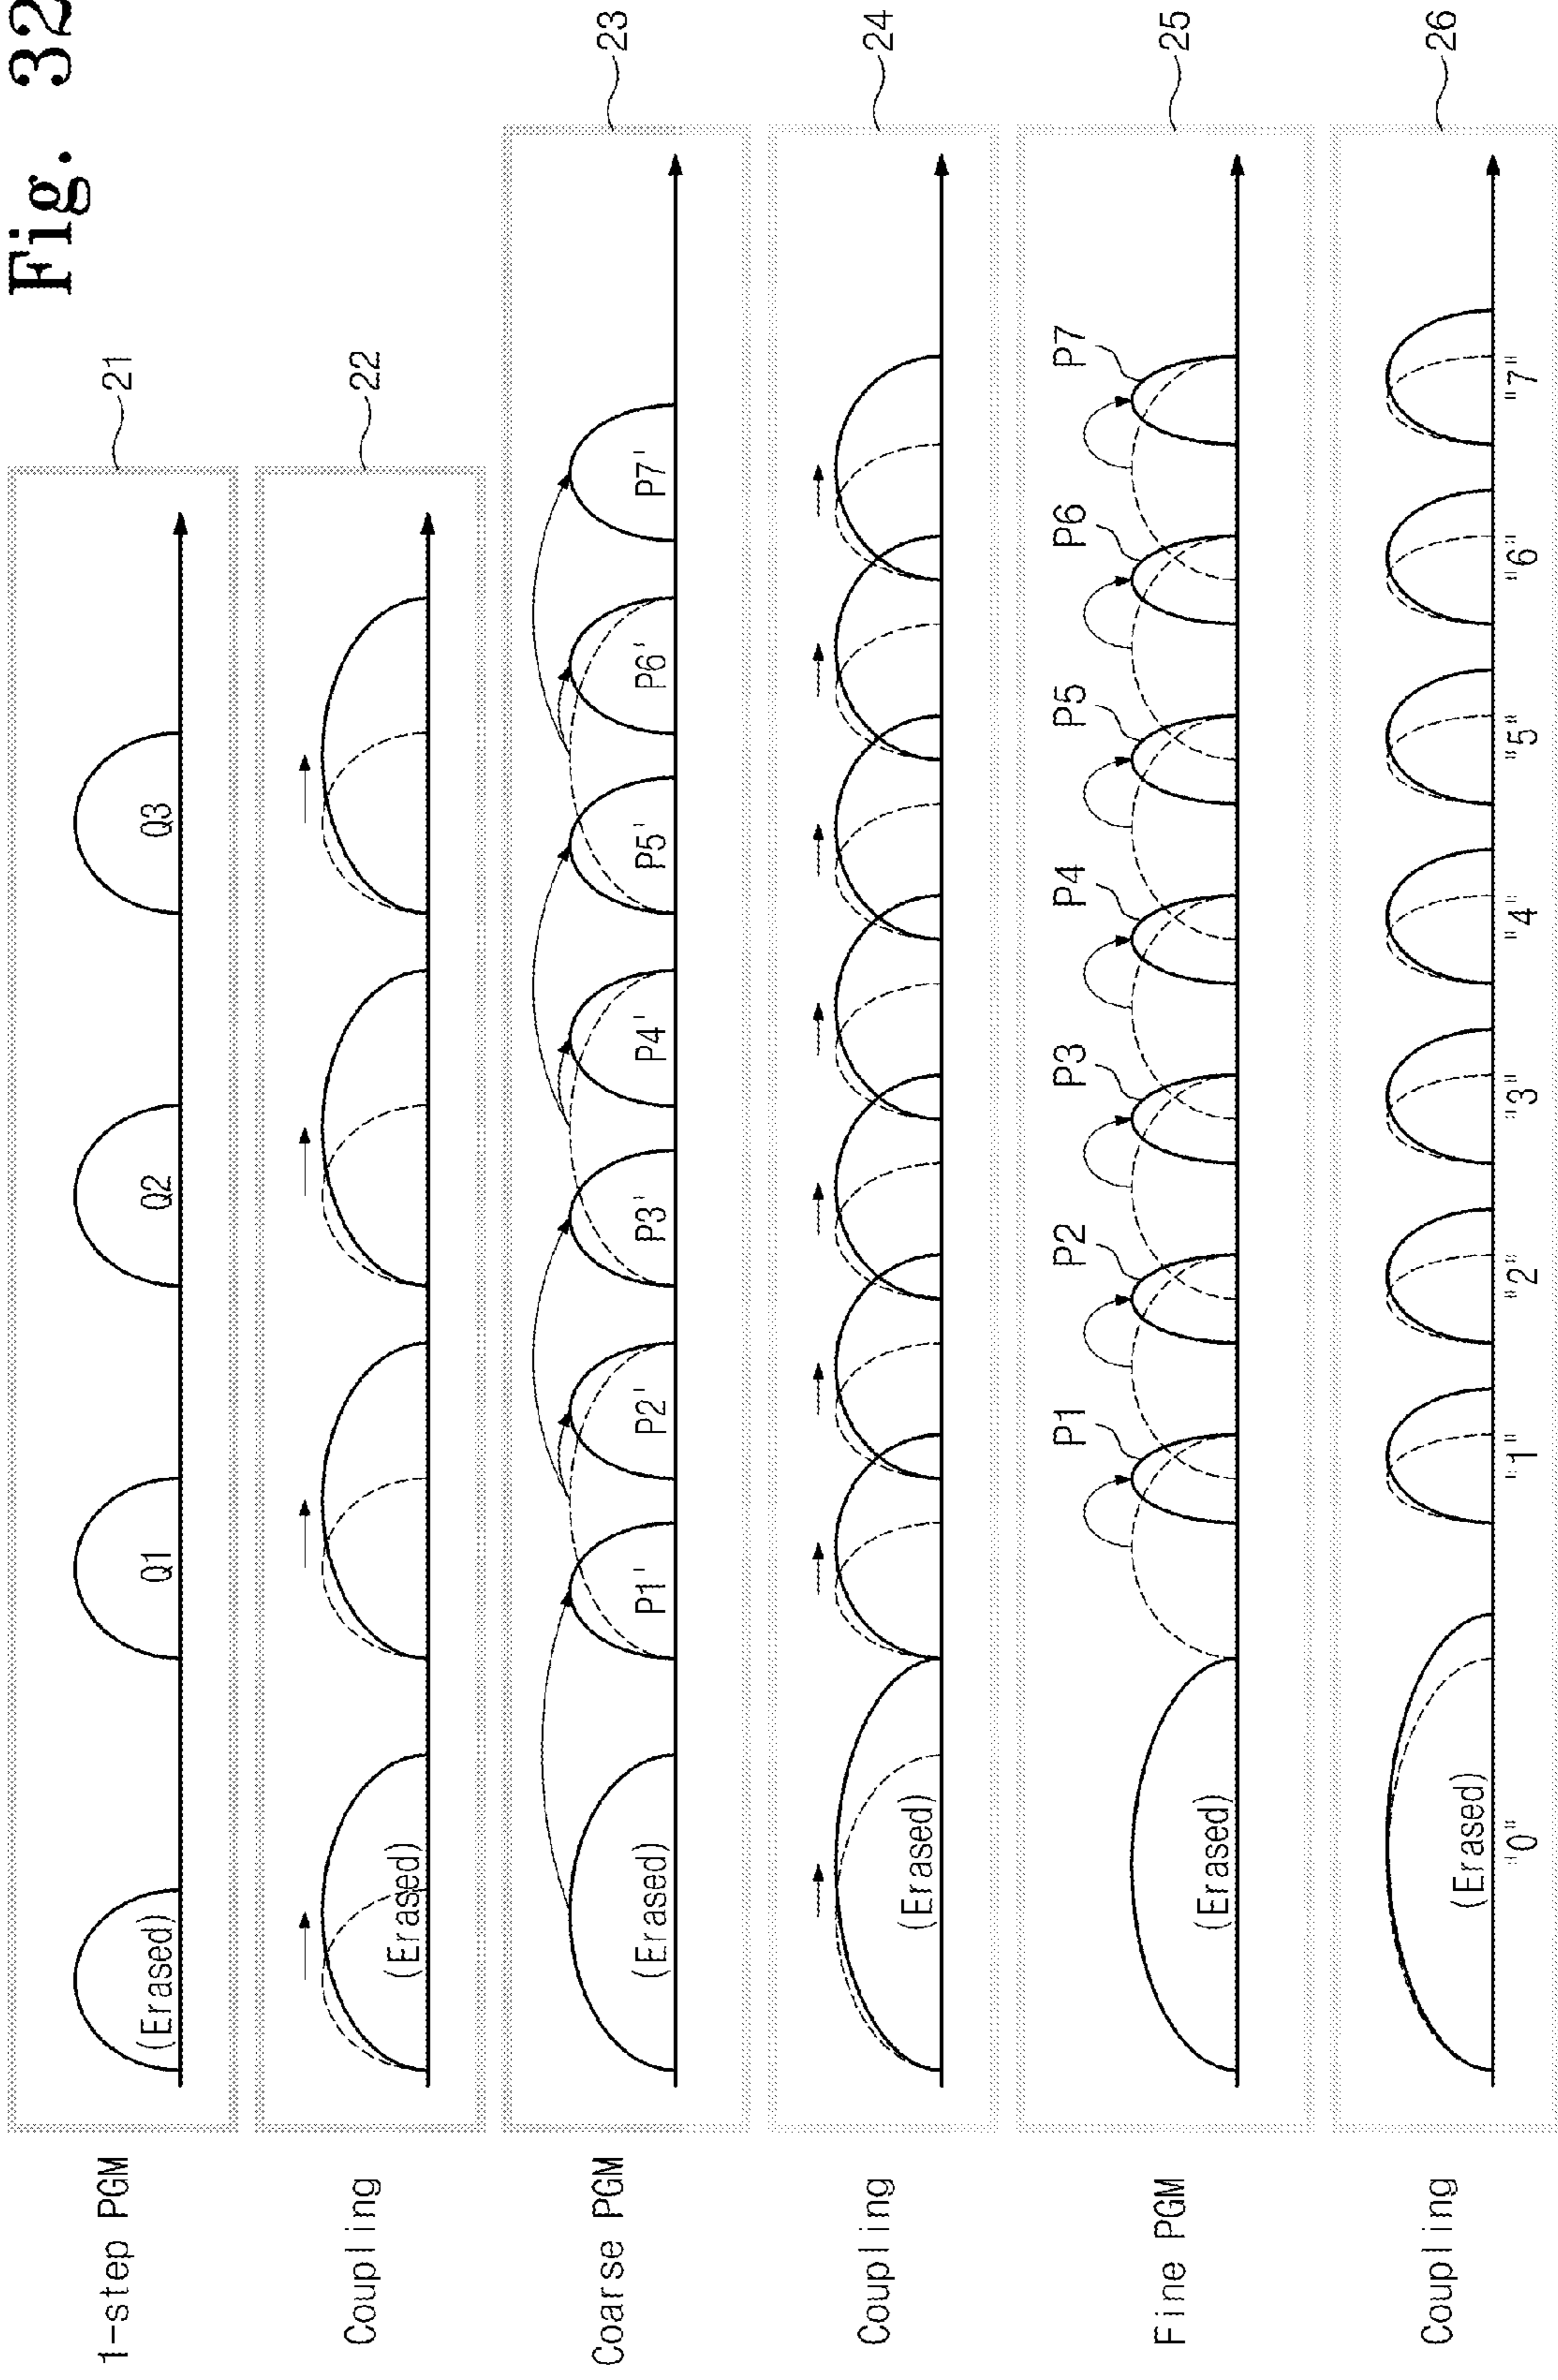 Fig. 32
1-step PGM
(Erased)
Q1
Q2
Q3
21
Coupling
(Erased)
22
Coarse PGM
(Erased)
P1'
P2'
P3'
P4'
P5'
P6'
P7'
23
Coupling
(Erased)
24
Fine PGM
(Erased)
P1
P2
P3
P4
P5
P6
P7
25
Coupling
(Erased)
"0"
"1"
"2"
"3"
"4"
"5"
"6"
"7"
26